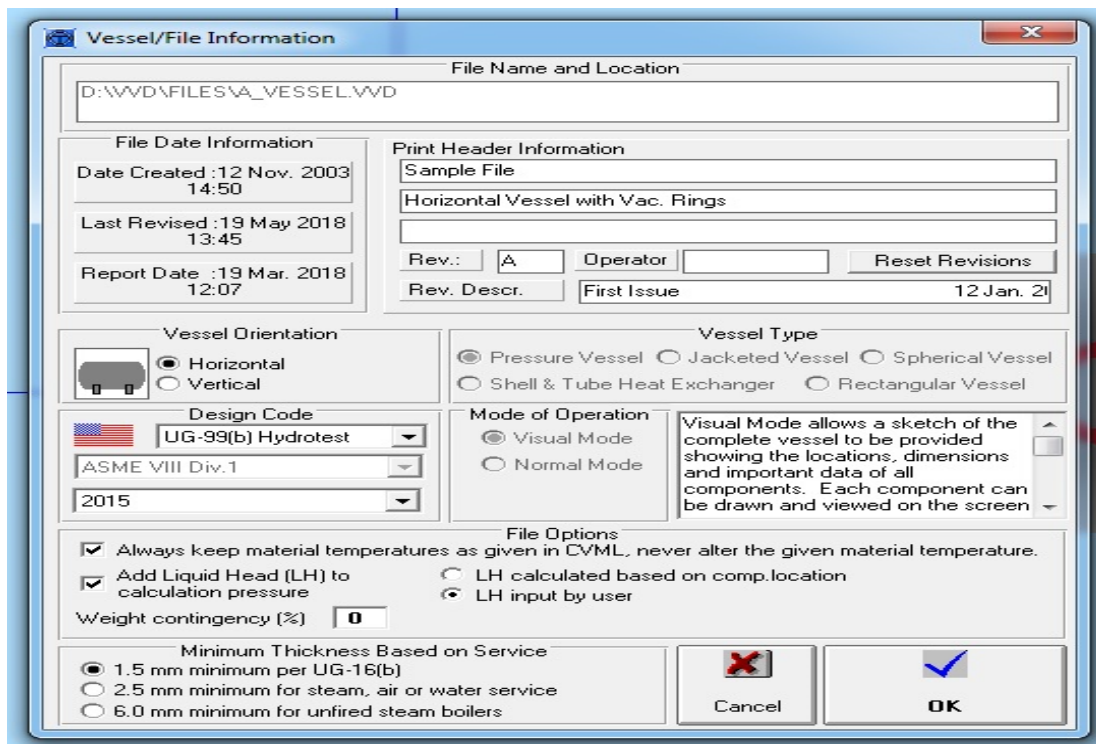 Vessel/File Information
File Name and Location
D:\VVD\FILES\A_VESSEL.VVD
File Date Information
Date Created :12 Nov. 2003
14:50
Last Revised :19 May 2018
13:45
Report Date :19 Mar. 2018
12:07
Print Header Information
Sample File
Horizontal Vessel with Vac. Rings
Rev.: A Operator Reset Revisions
Rev. Descr. First Issue 12 Jan. 2
Vessel Orientation
Horizontal
Vertical
Vessel Type
Pressure Vessel Jacketed Vessel Spherical Vessel
Shell & Tube Heat Exchanger Rectangular Vessel
Design Code
UG-99(b) Hydrotest
ASME VIII Div.1
2015
Mode of Operation
Visual Mode
Normal Mode
Visual Mode allows a sketch of the
complete vessel to be provided
showing the locations, dimensions
and important data of all
components. Each component can
be drawn and viewed on the screen
File Options
Always keep material temperatures as given in CVML, never alter the given material temperature.
Add Liquid Head (LH) to
calculation pressure
LH calculated based on comp.location
LH input by user
Weight contingency (%) 0
Minimum Thickness Based on Service
1.5 mm minimum per UG-16(b)
2.5 mm minimum for steam, air or water service
6.0 mm minimum for unfired steam boilers
Cancel
OK